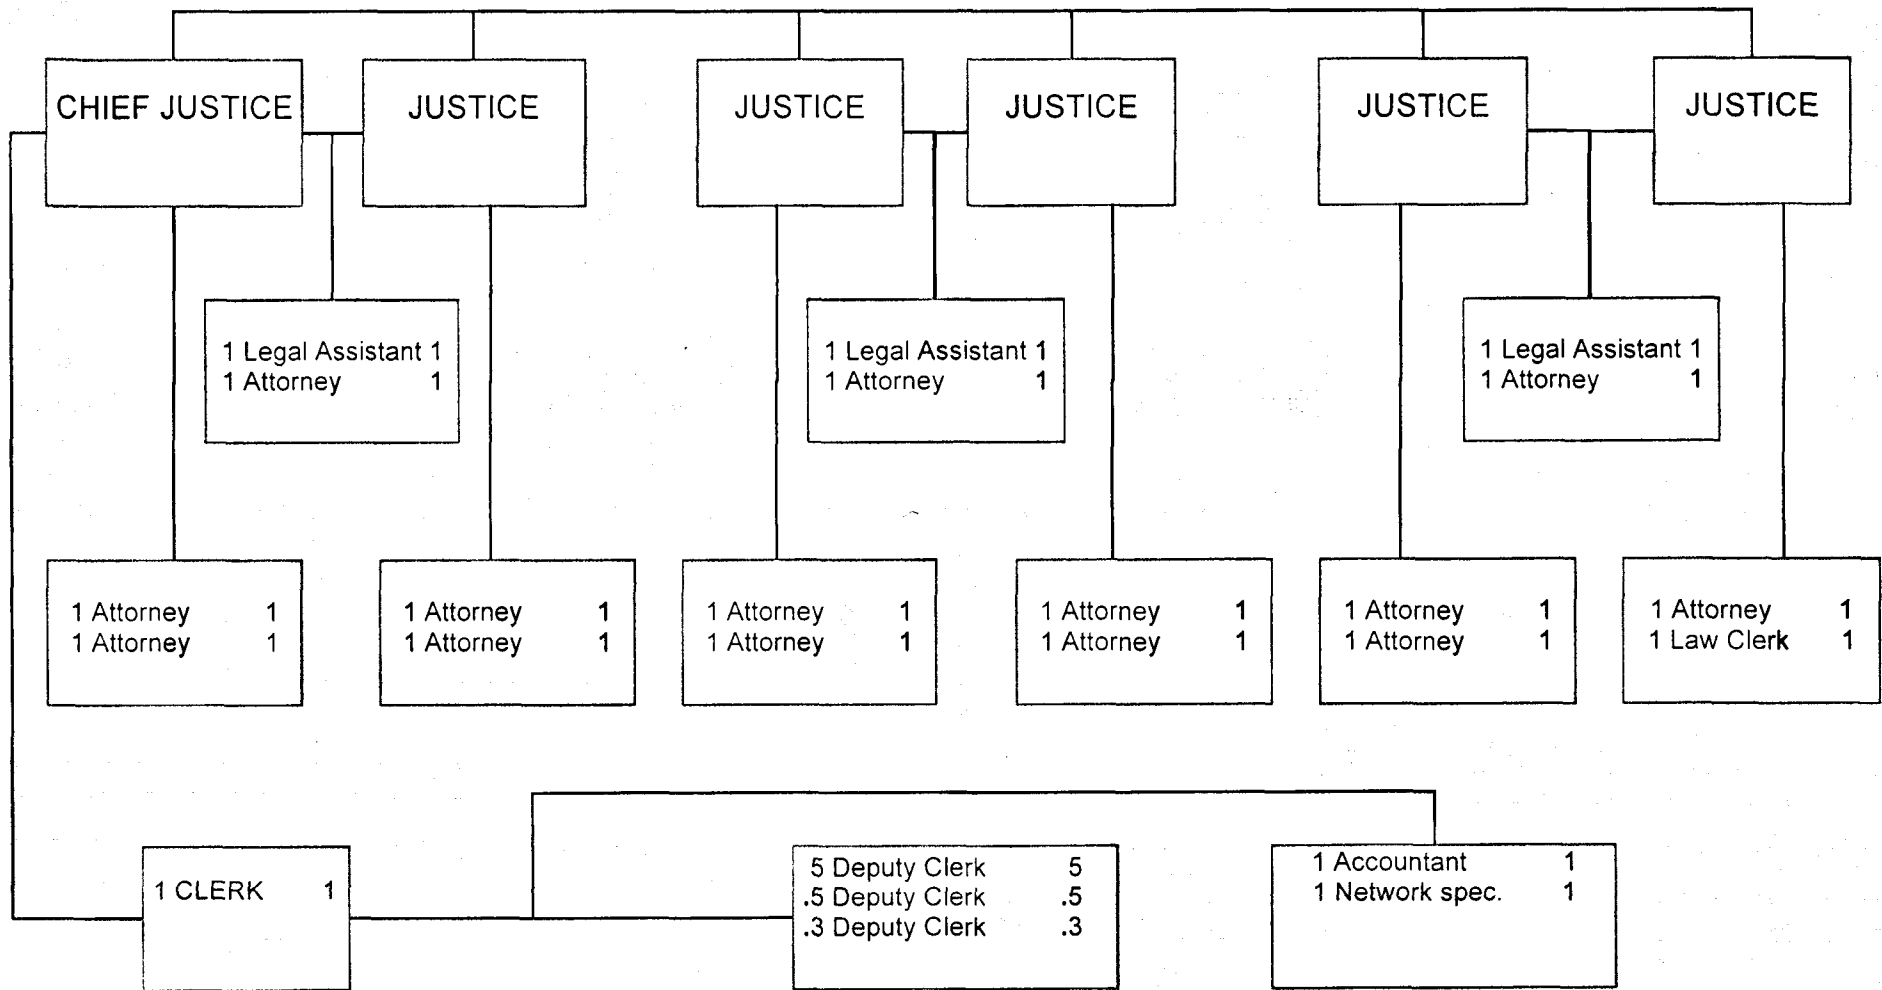 CHIEF JUSTICE
JUSTICE
JUSTICE
JUSTICE
JUSTICE
JUSTICE
1 Legal Assistant 1
1 Attorney 1
1 Legal Assistant 1
1 Attorney 1
1 Legal Assistant 1
1 Attorney 1
1 Attorney 1
1 Attorney 1
1 Attorney 1
1 Attorney 1
1 Attorney 1
1 Attorney 1
1 Attorney 1
1 Attorney 1
1 Attorney 1
1 Attorney 1
1 Attorney 1
1 Law Clerk 1
1 CLERK 1
5 Deputy Clerk 5
.5 Deputy Clerk .5
.3 Deputy Clerk .3
1 Accountant 1
1 Network spec. 1